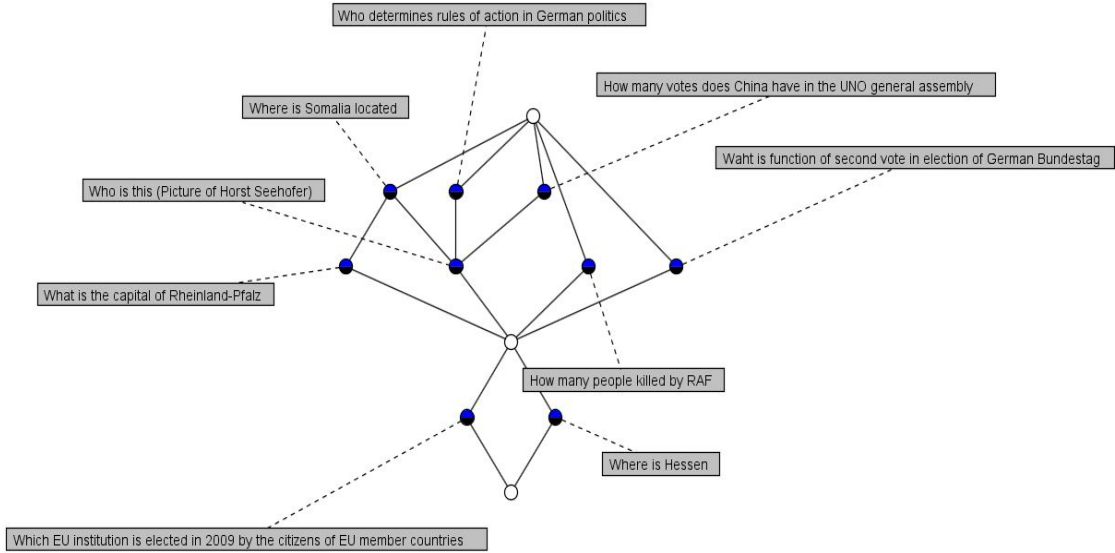 Who determines rules of action in German politics
How many votes does China have in the UNO general assembly
Where is Somalia located
Waht is function of second vote in election of German Bundestag
Who is this (Picture of Horst Seehofer)
What is the capital of Rheinland-Pfalz
How many people killed by RAF
Where is Hessen
Which EU institution is elected in 2009 by the citizens of EU member countries